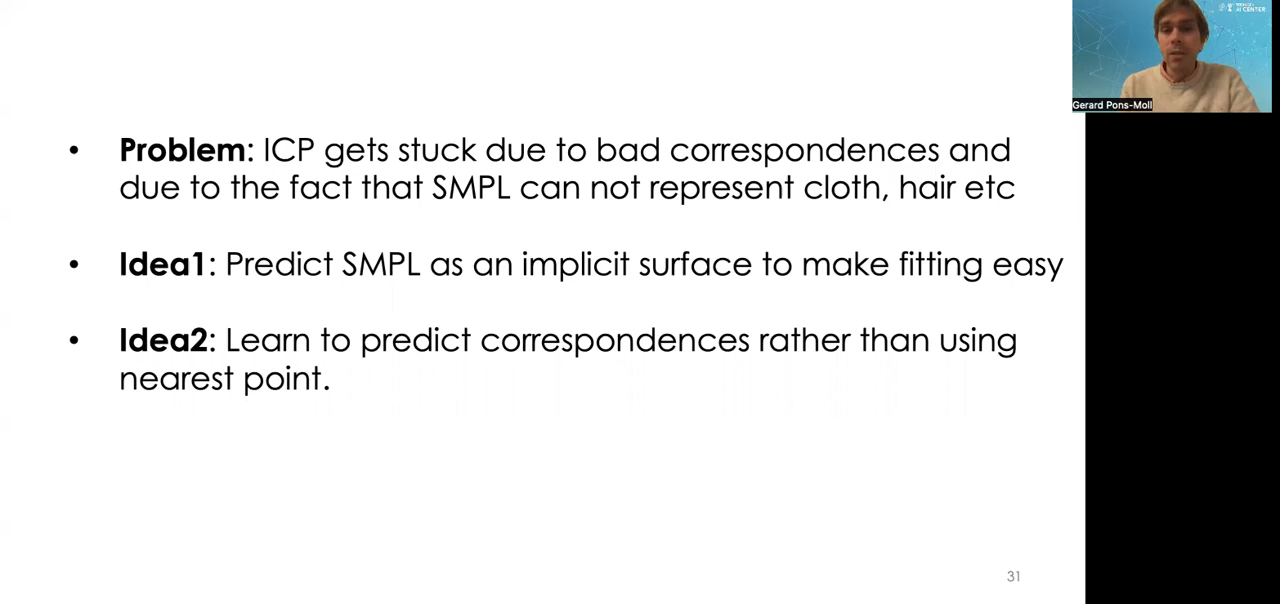 • Problem: ICP gets stuck due to bad correspondences and
due to the fact that SMPL can not represent cloth, hair etc
• Idea1: Predict SMPL as an implicit surface to make fitting easy
• Idea2: Learn to predict correspondences rather than using
nearest point.
31
AI CENTER
Gerard Pons-Moll